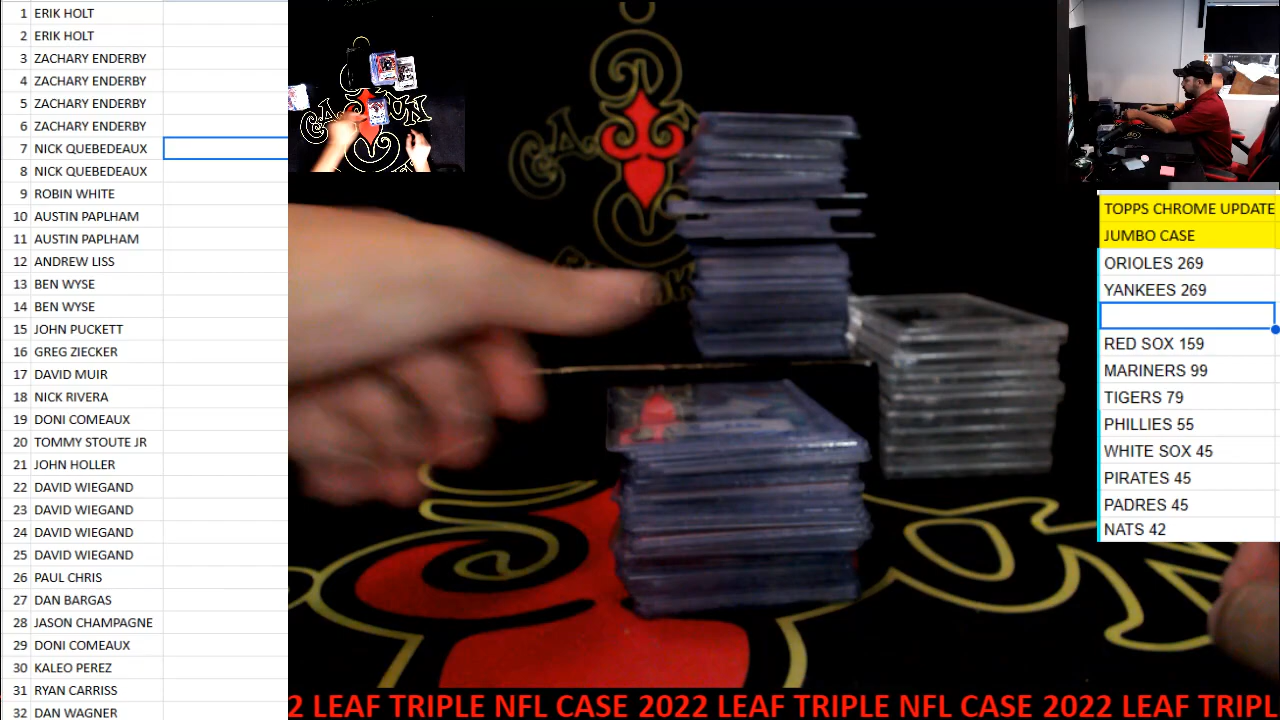 1 ERIK HOLT
2 ERIK HOLT
3 ZACHARY ENDERBY
4 ZACHARY ENDERBY
5 ZACHARY ENDERBY
6 ZACHARY ENDERBY
7 NICK QUEBEDEAUX
8 NICK QUEBEDEAUX
9 ROBIN WHITE
10 AUSTIN PAPLHAM
11 AUSTIN PAPLHAM
12 ANDREW LISS
13 BEN WYSE
14 BEN WYSE
15 JOHN PUCKETT
16 GREG ZIECKER
17 DAVID MUIR
18 NICK RIVERA
19 DONI COMEAUX
20 TOMMY STOUTE JR
21 JOHN HOLLER
22 DAVID WIEGAND
23 DAVID WIEGAND
24 DAVID WIEGAND
25 DAVID WIEGAND
26 PAUL CHRIS
27 DAN BARGAS
28 JASON CHAMPAGNE
29 DONI COMEAUX
30 KALEO PEREZ
31 RYAN CARRISS
32 DAN WAGNER
TOPPS CHROME UPDATE
JUMBO CASE
ORIOLES 269
YANKEES 269
RED SOX 159
MARINERS 99
TIGERS 79
PHILLIES 55
WHITE SOX 45
PIRATES 45
PADRES 45
NATS 42
2 LEAF TRIPLE NFL CASE 2022 LEAF TRIPLE NFL CASE 2022 LEAF TRIPL